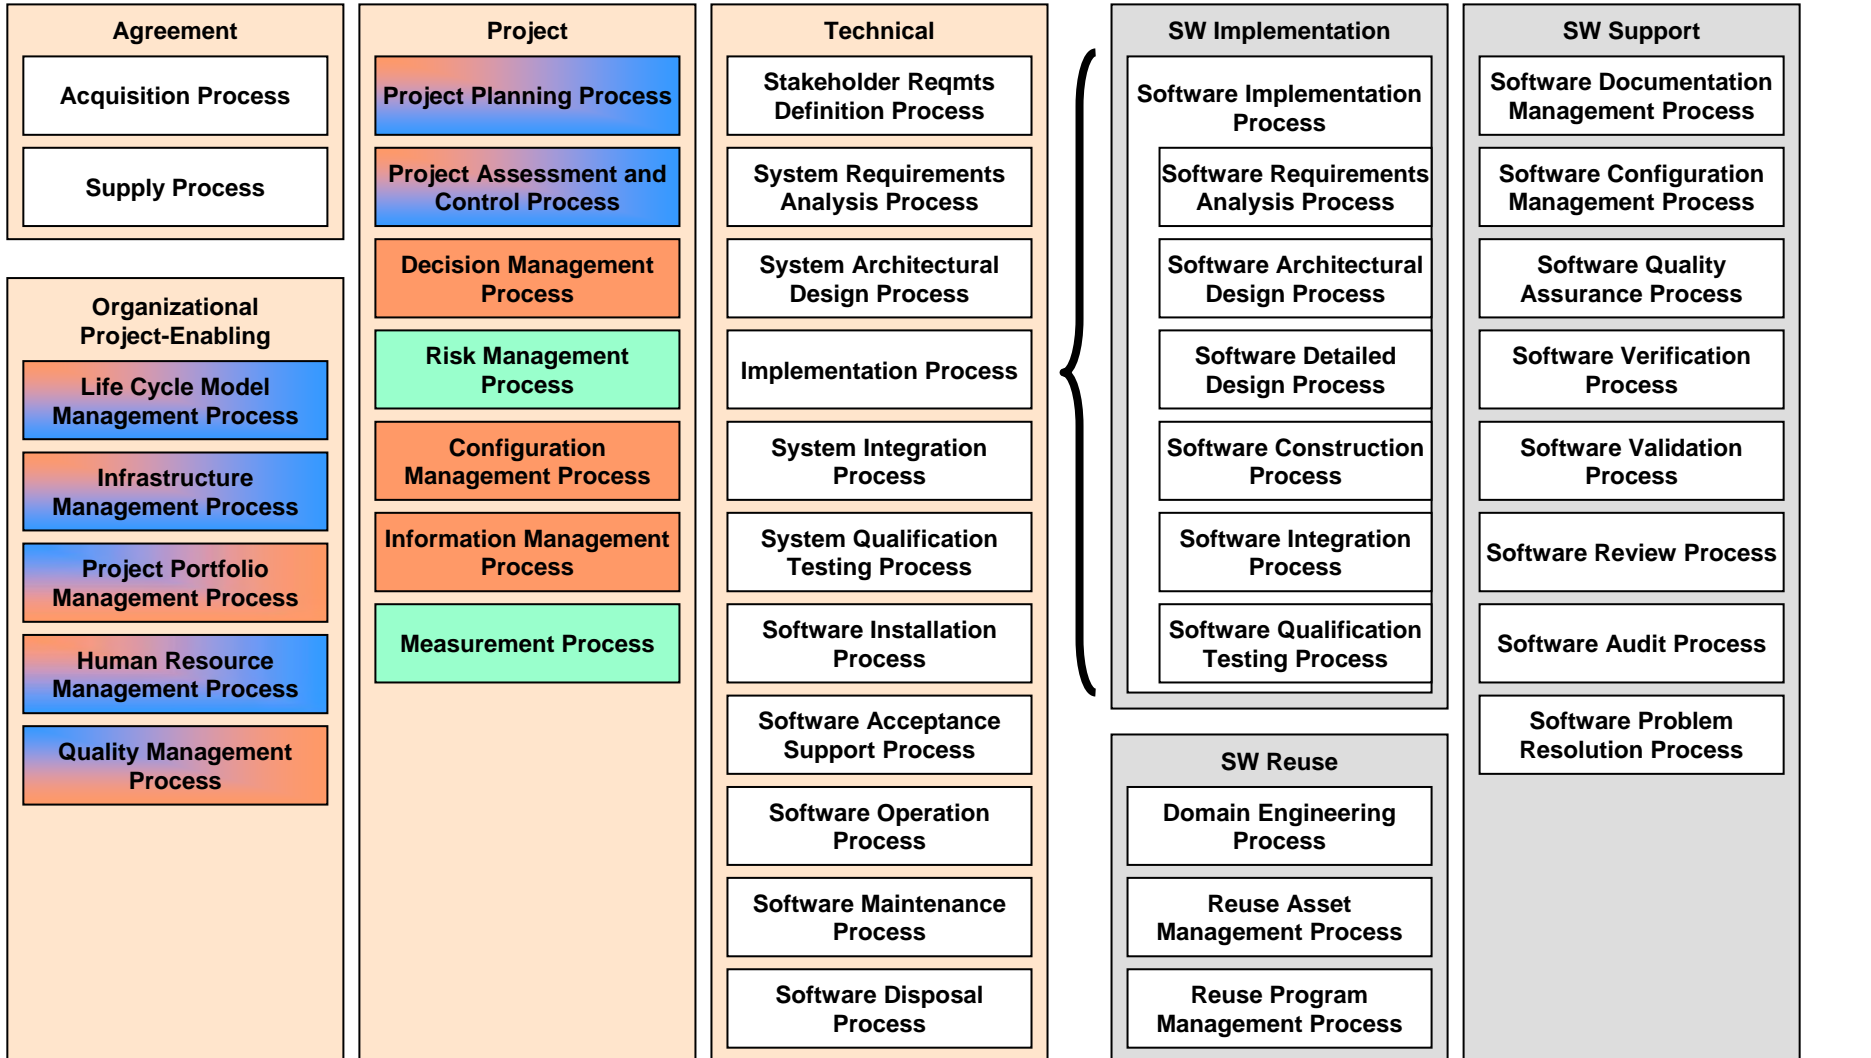 Agreement
Acquisition Process
Supply Process
Organizational
Project-Enabling
Life Cycle Model
Management Process
Infrastructure
Management Process
Project Portfolio
Management Process
Human Resource
Management Process
Quality Management
Process
Project
Project Planning Process
Project Assessment and
Control Process
Decision Management
Process
Risk Management
Process
Configuration
Management Process
Information Management
Process
Measurement Process
Technical
Stakeholder Reqmts
Definition Process
System Requirements
Analysis Process
System Architectural
Design Process
Implementation Process
System Integration
Process
System Qualification
Testing Process
Software Installation
Process
Software Acceptance
Support Process
Software Operation
Process
Software Maintenance
Process
Software Disposal
Process
SW Implementation
Software Implementation
Process
Software Requirements
Analysis Process
Software Architectural
Design Process
Software Detailed
Design Process
Software Construction
Process
Software Integration
Process
Software Qualification
Testing Process
SW Reuse
Domain Engineering
Process
Reuse Asset
Management Process
Reuse Program
Management Process
SW Support
Software Documentation
Management Process
Software Configuration
Management Process
Software Quality
Assurance Process
Software Verification
Process
Software Validation
Process
Software Review Process
Software Audit Process
Software Problem
Resolution Process